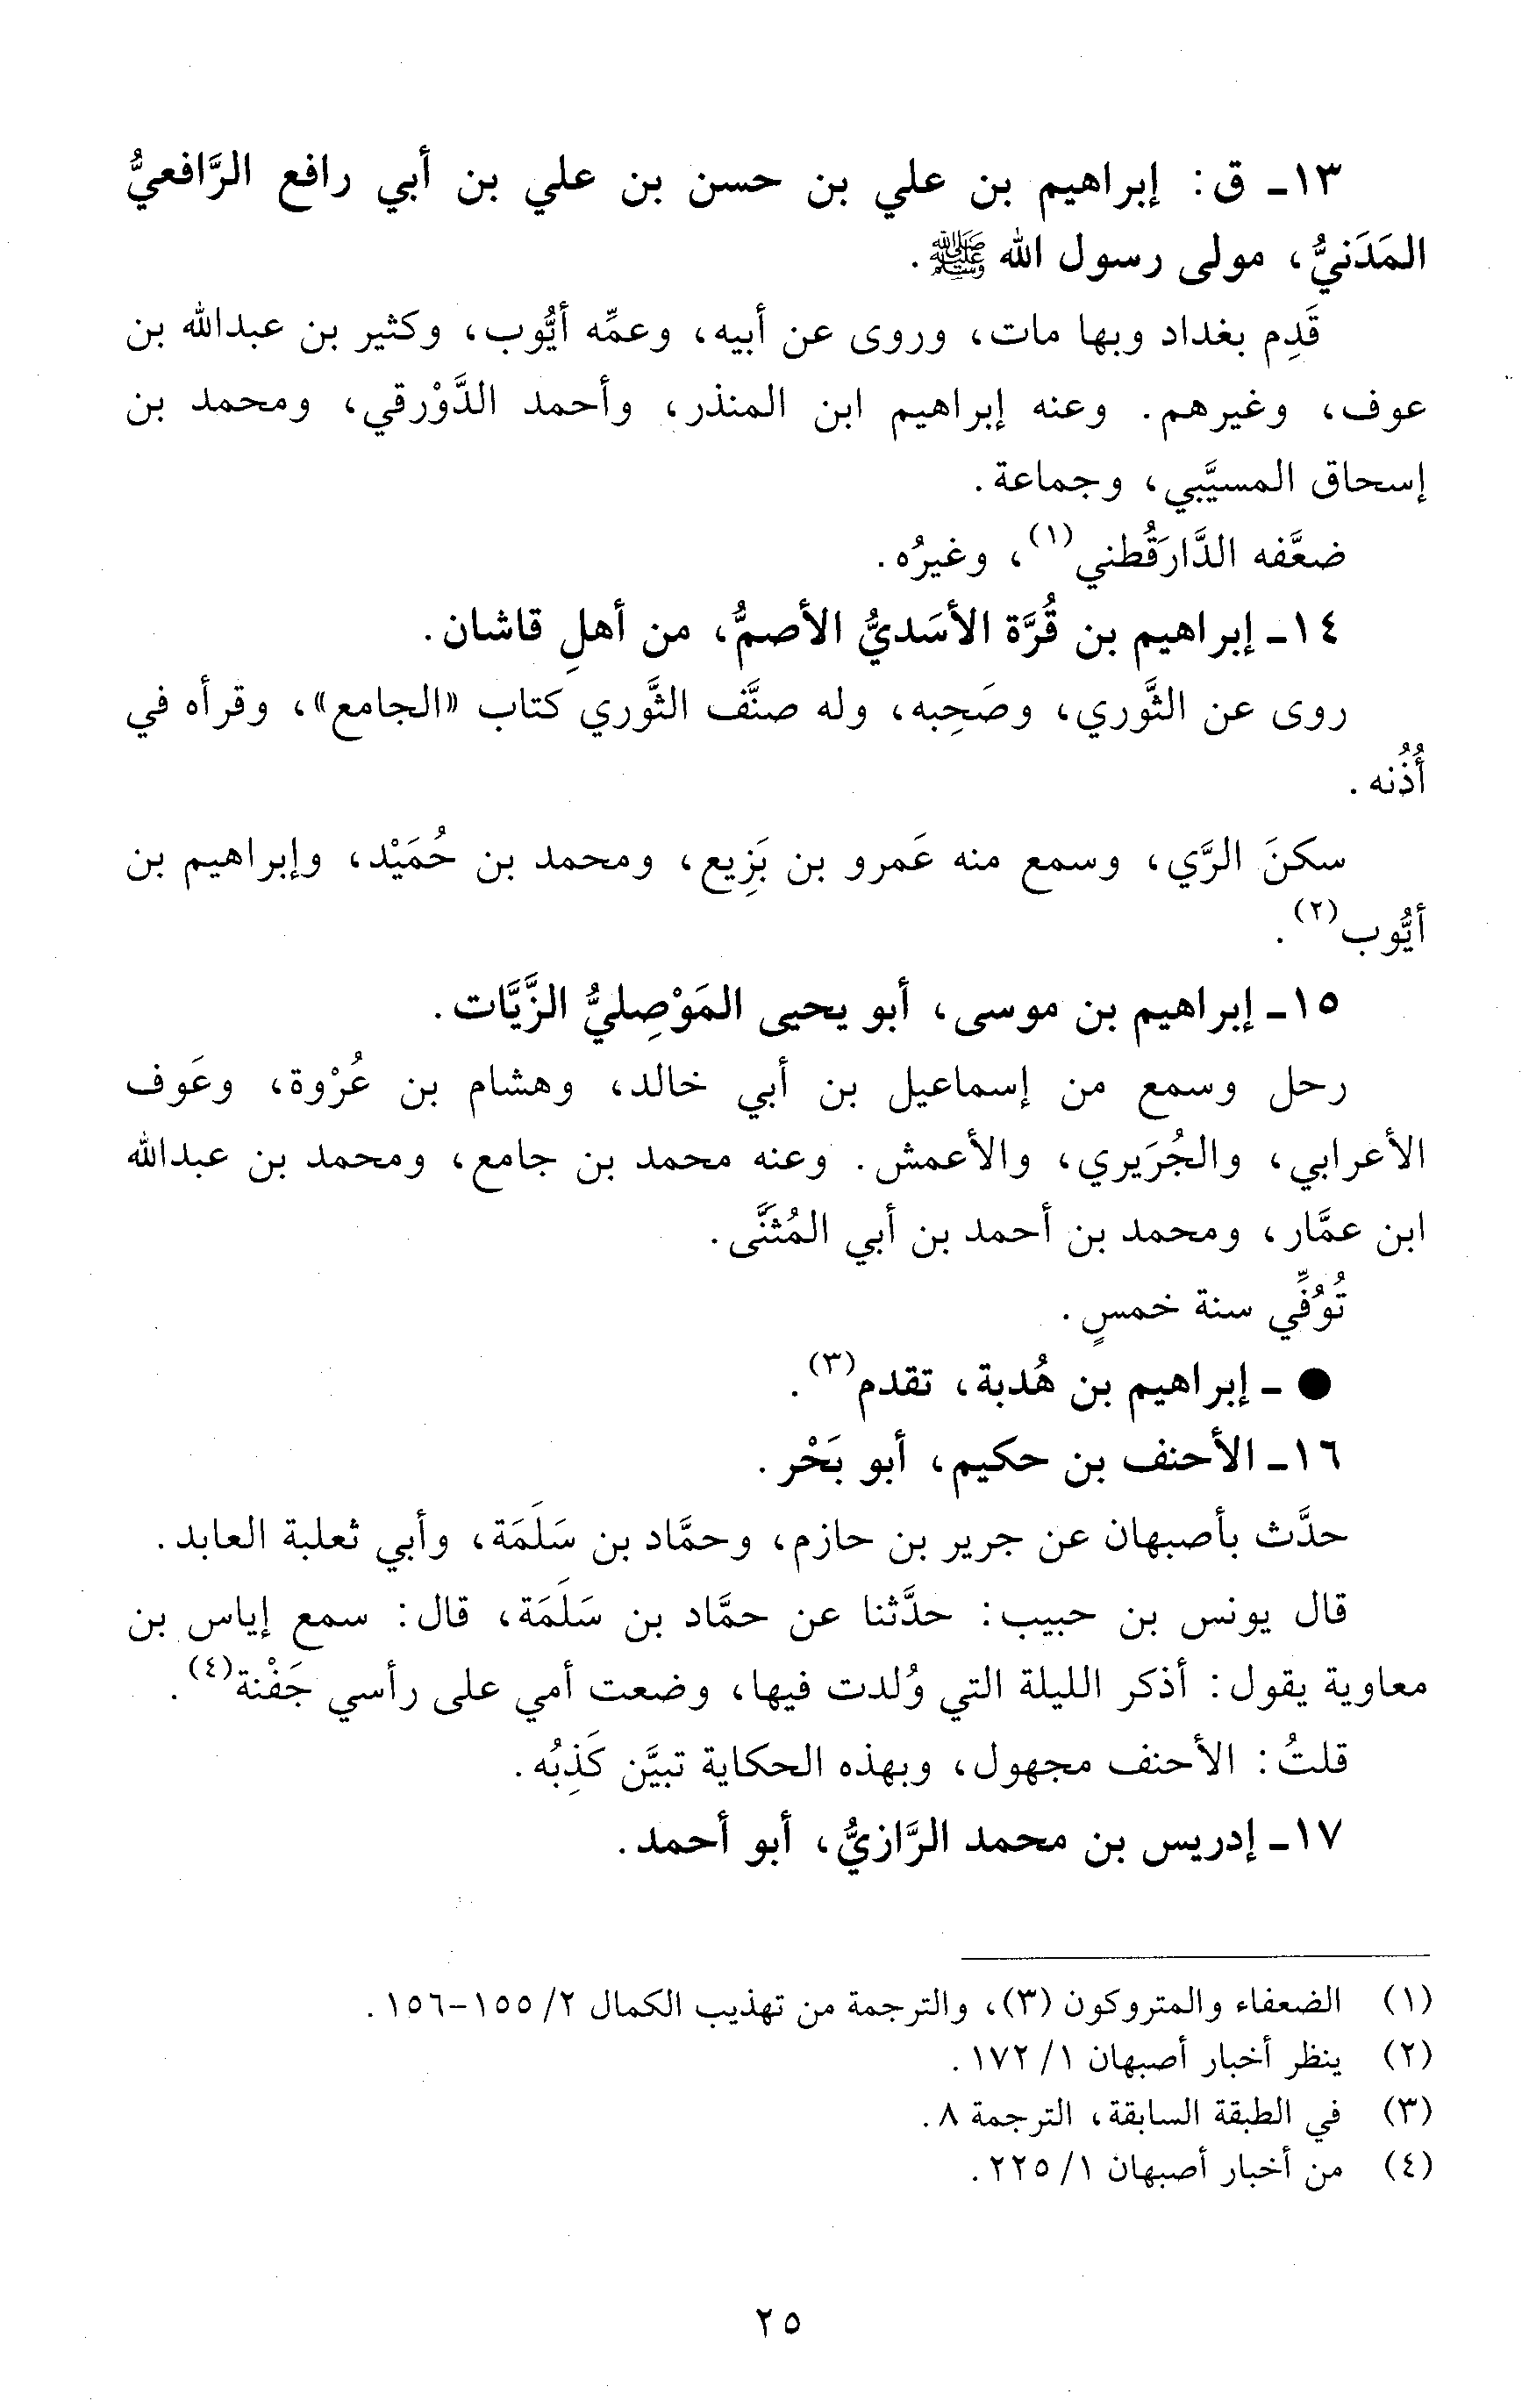 ١٣ـ ق: إبراهيم بن علي بن حسن بن علي بن أبي رافع الرَّافعيُّ
المَدَنيُّ، مولى رسول الله ﷺ.
قَدِم بغداد وبها مات، وروى عن أبيه، وعمِّه أيُّوب، وكثير بن عبدالله بن
عوف، وغيرهم. وعنه إبراهيم ابن المنذر، وأحمد الدَّوْرقي، ومحمد بن
إسحاق المسيَّبي، وجماعة.
ضعَّفه الدَّارَقُطني(١)، وغيرُه.
١٤ـ إبراهيم بن قُرَّة الأسَديُّ الأصمُّ، من أهلِ قاشان.
روى عن الثَّوري، وصَحِبه، وله صنَّف الثَّوري كتاب «الجامع»، وقرأه في
أُذُنه.
سكنَ الرَّي، وسمع منه عَمرو بن بَزِيع، ومحمد بن حُمَيْد، وإبراهيم بن
أيُّوب(٢).
١٥ـ إبراهيم بن موسى، أبو يحيى المَوْصِليُّ الزَّيَّات.
رحل وسمع من إسماعيل بن أبي خالد، وهشام بن عُرْوة، وعَوف
الأعرابي، والجُرَيري، والأعمش. وعنه محمد بن جامع، ومحمد بن عبدالله
ابن عمَّار، ومحمد بن أحمد بن أبي المُثنَّى.
تُوُفِّي سنة خمسٍ.
● ـ إبراهيم بن هُدبة، تقدم(٣).
١٦ـ الأحنف بن حكيم، أبو بَحْر.
حدَّث بأصبهان عن جرير بن حازم، وحمَّاد بن سَلَمَة، وأبي ثعلبة العابد.
قال يونس بن حبيب: حدَّثنا عن حمَّاد بن سَلَمَة، قال: سمع إياس بن
معاوية يقول: أذكر الليلة التي وُلدت فيها، وضعت أمي على رأسي جَفْنة(٤).
قلتُ: الأحنف مجهول، وبهذه الحكاية تبيَّن كَذِبُه.
١٧ـ إدريس بن محمد الرَّازيُّ، أبو أحمد.
(١) الضعفاء والمتروكون (٣)، والترجمة من تهذيب الكمال ٢/ ١٥٥-١٥٦.
(٢) ينظر أخبار أصبهان ١/ ١٧٢.
(٣) في الطبقة السابقة، الترجمة ٨.
(٤) من أخبار أصبهان ١/ ٢٢٥.
٢٥